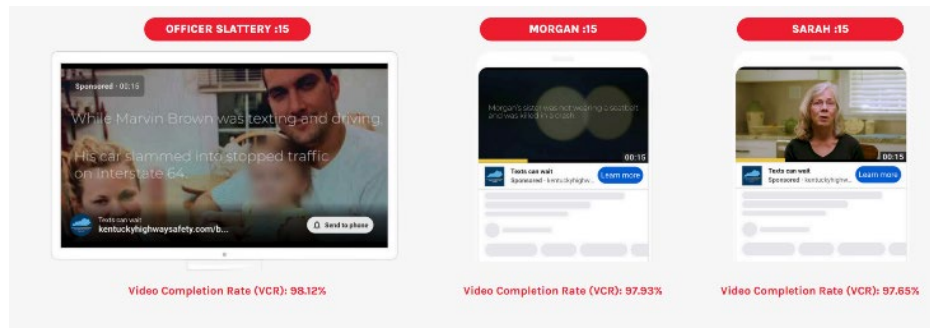 OFFICER SLATTERY :15
Sponsored · 00:15
While Marvin Brown was texting and driving,
His car slammed into stopped traffic
on Interstate 64.
Texts can wait
kentuckyhighwaysafety.com/b...
Send to phone
Video Completion Rate (VCR): 98.12%
MORGAN :15
Morgan's sister was not wearing a seatbelt
and was killed in a crash.
00:15
Texts can wait
Sponsored · kentuckyhighw...
Learn more
Video Completion Rate (VCR): 97.93%
SARAH :15
00:15
Texts can wait
Sponsored · kentuckyhighw...
Learn more
Video Completion Rate (VCR): 97.65%